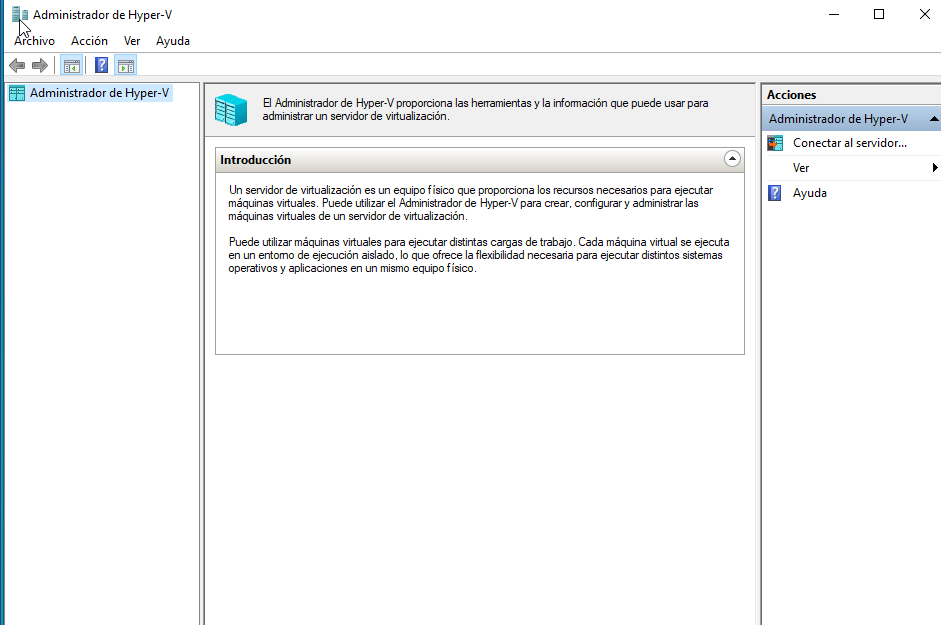 Administrador de Hyper-V
Archivo Acción Ver Ayuda
Administrador de Hyper-V
El Administrador de Hyper-V proporciona las herramientas y la información que puede usar para
administrar un servidor de virtualización.
Introducción
Un servidor de virtualización es un equipo físico que proporciona los recursos necesarios para ejecutar
máquinas virtuales. Puede utilizar el Administrador de Hyper-V para crear, configurar y administrar las
máquinas virtuales de un servidor de virtualización.
Puede utilizar máquinas virtuales para ejecutar distintas cargas de trabajo. Cada máquina virtual se ejecuta
en un entorno de ejecución aislado, lo que ofrece la flexibilidad necesaria para ejecutar distintos sistemas
operativos y aplicaciones en un mismo equipo físico.
Acciones
Administrador de Hyper-V
Conectar al servidor...
Ver
Ayuda